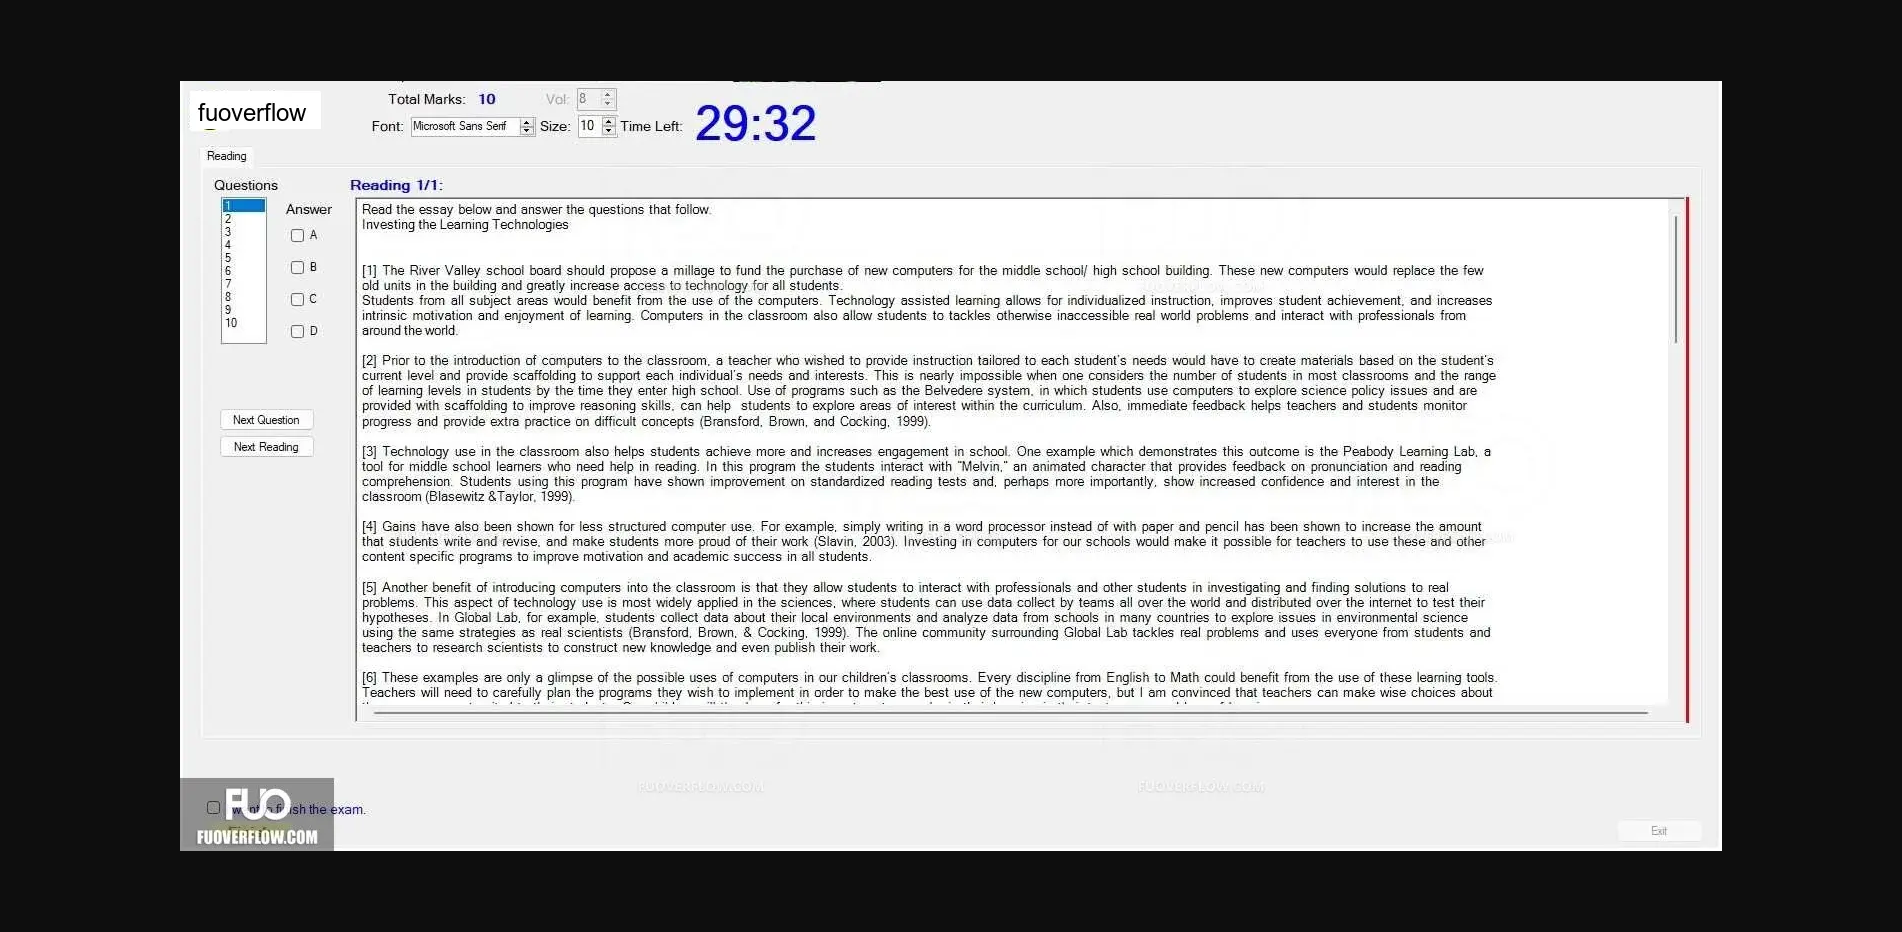 fuoverflow
Total Marks: 10 Vol: 8
Font: Microsoft Sans Serif Size: 10 Time Left: 29:32
Reading
Questions
1
2
3
4
5
6
7
8
9
10
Answer
A
B
C
D
Next Question
Next Reading
Reading 1/1:
Read the essay below and answer the questions that follow.
Investing the Learning Technologies
[1] The River Valley school board should propose a millage to fund the purchase of new computers for the middle school/ high school building. These new computers would replace the few
old units in the building and greatly increase access to technology for all students.
Students from all subject areas would benefit from the use of the computers. Technology assisted learning allows for individualized instruction, improves student achievement, and increases
intrinsic motivation and enjoyment of learning. Computers in the classroom also allow students to tackles otherwise inaccessible real world problems and interact with professionals from
around the world.
[2] Prior to the introduction of computers to the classroom, a teacher who wished to provide instruction tailored to each student's needs would have to create materials based on the student's
current level and provide scaffolding to support each individual's needs and interests. This is nearly impossible when one considers the number of students in most classrooms and the range
of learning levels in students by the time they enter high school. Use of programs such as the Belvedere system, in which students use computers to explore science policy issues and are
provided with scaffolding to improve reasoning skills, can help students to explore areas of interest within the curriculum. Also, immediate feedback helps teachers and students monitor
progress and provide extra practice on difficult concepts (Bransford, Brown, and Cocking, 1999).
[3] Technology use in the classroom also helps students achieve more and increases engagement in school. One example which demonstrates this outcome is the Peabody Learning Lab, a
tool for middle school learners who need help in reading. In this program the students interact with "Melvin," an animated character that provides feedback on pronunciation and reading
comprehension. Students using this program have shown improvement on standardized reading tests and, perhaps more importantly, show increased confidence and interest in the
classroom (Blasewitz &Taylor, 1999).
[4] Gains have also been shown for less structured computer use. For example, simply writing in a word processor instead of with paper and pencil has been shown to increase the amount
that students write and revise, and make students more proud of their work (Slavin, 2003). Investing in computers for our schools would make it possible for teachers to use these and other
content specific programs to improve motivation and academic success in all students.
[5] Another benefit of introducing computers into the classroom is that they allow students to interact with professionals and other students in investigating and finding solutions to real
problems. This aspect of technology use is most widely applied in the sciences, where students can use data collect by teams all over the world and distributed over the internet to test their
hypotheses. In Global Lab, for example, students collect data about their local environments and analyze data from schools in many countries to explore issues in environmental science
using the same strategies as real scientists (Bransford, Brown, & Cocking, 1999). The online community surrounding Global Lab tackles real problems and uses everyone from students and
teachers to research scientists to construct new knowledge and even publish their work.
[6] These examples are only a glimpse of the possible uses of computers in our children's classrooms. Every discipline from English to Math could benefit from the use of these learning tools.
Teachers will need to carefully plan the programs they wish to implement in order to make the best use of the new computers, but I am convinced that teachers can make wise choices about
FUOVERFLOW.COM
FUOVERFLOW.COM
FUO
the exam.
FUOVERFLOW.COM
Exit